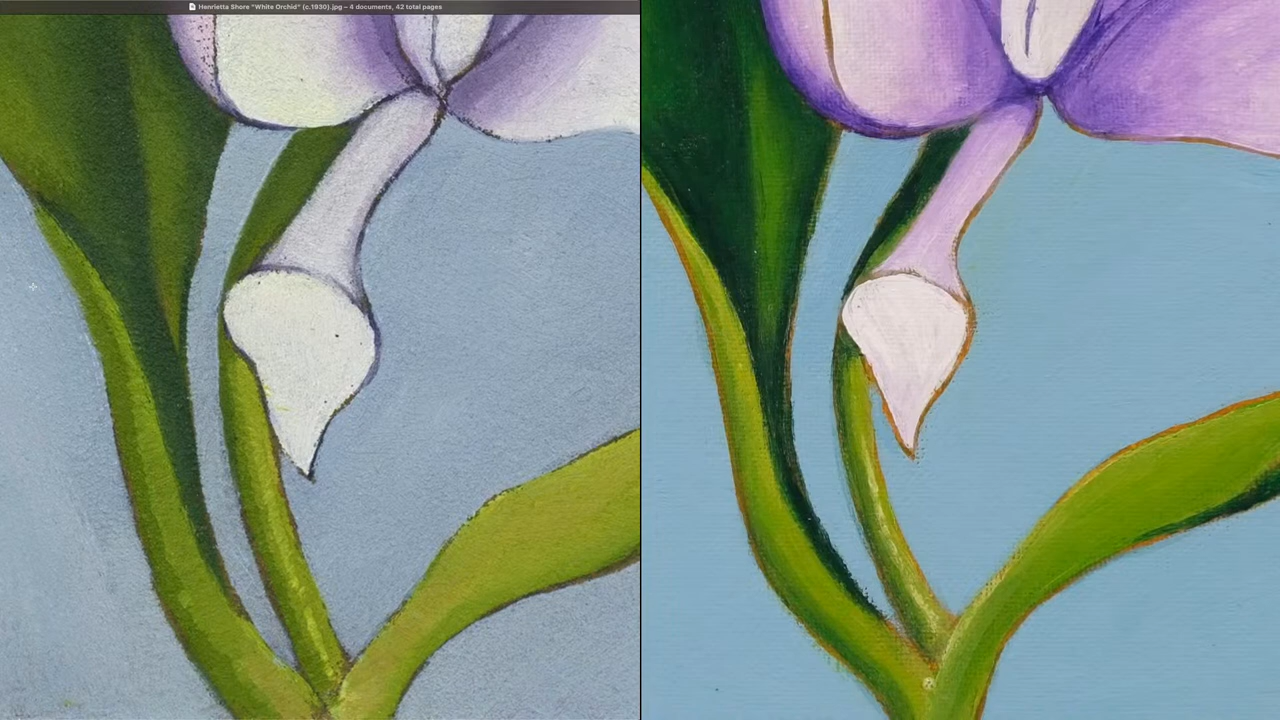 Henrietta Shore "White Orchid" (c.1930).jpg – 4 documents, 42 total pages